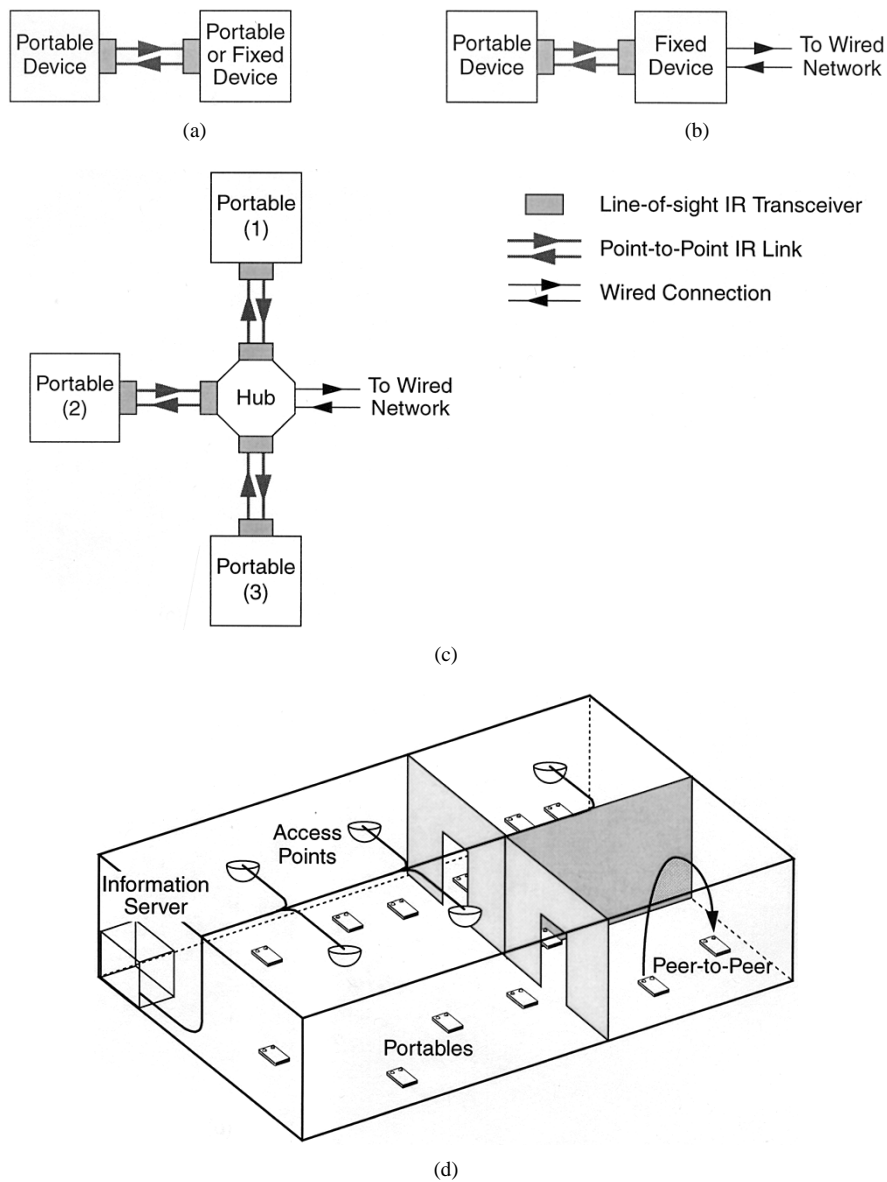 Portable
Device
Portable
or Fixed
Device
(a)
Portable
Device
Fixed
Device
To Wired
Network
(b)
Portable
(1)
Line-of-sight IR Transceiver
Point-to-Point IR Link
Wired Connection
Portable
(2)
Hub
To Wired
Network
Portable
(3)
(c)
Access
Points
Information
Server
Peer-to-Peer
Portables
(d)